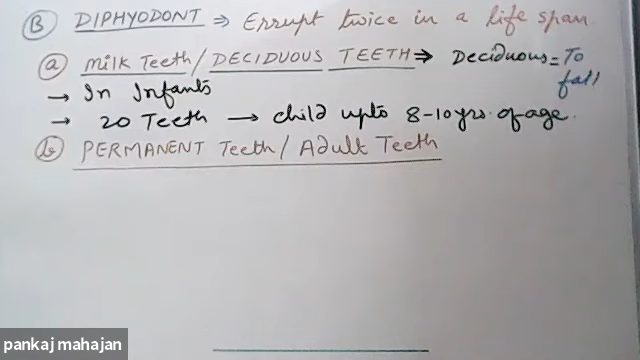 (B) DIPHYODONT ⇒ Errupt twice in a life span
(a) Milk Teeth / DECIDUOUS TEETH ⇒ Deciduous = To fall
→ In Infants
→ 20 Teeth → child upto 8-10 yrs. of age.
(b) PERMANENT Teeth / Adult Teeth
pankaj mahajan